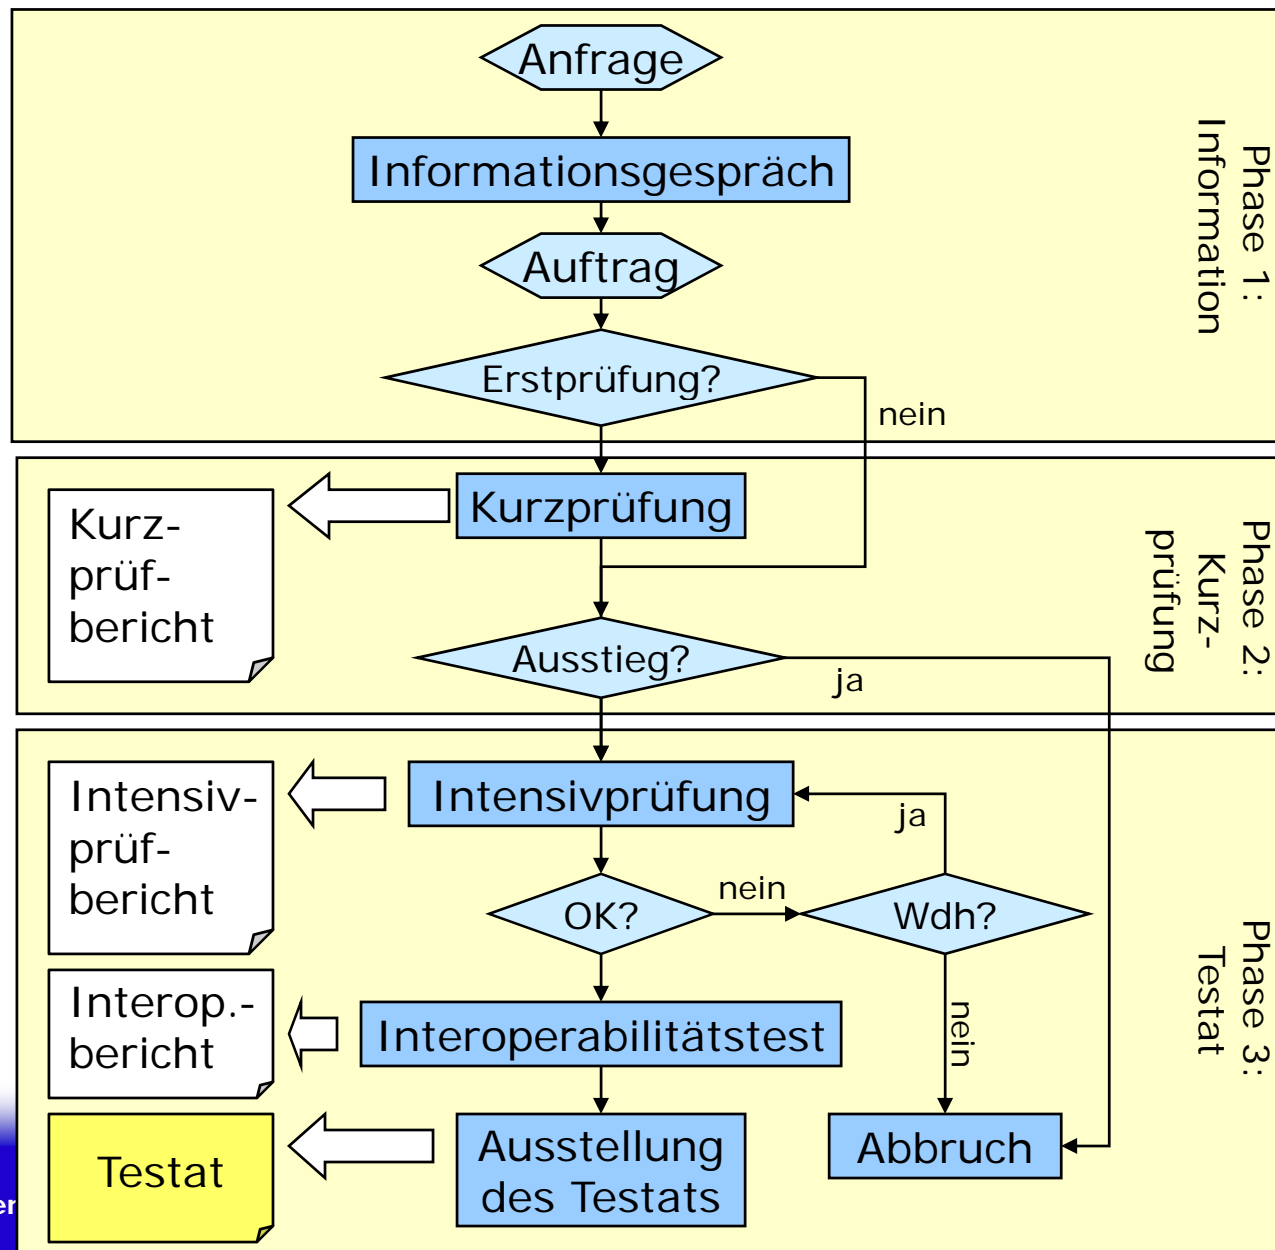 Anfrage
Informationsgespräch
Auftrag
Erstprüfung?
nein
Phase 1:
Information
Kurzprüfung
Kurz-
prüf-
bericht
Ausstieg?
ja
Phase 2:
Kurz-
prüfung
Intensivprüfung
Intensiv-
prüf-
bericht
ja
OK?
nein
Wdh?
nein
Interoperabilitätstest
Interop.-
bericht
Ausstellung
des Testats
Testat
Abbruch
Phase 3:
Testat